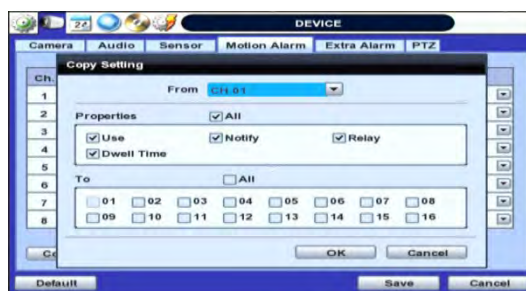 DEVICE
Camera Audio Sensor Motion Alarm Extra Alarm PTZ
Copy Setting
Ch.
From CH.01
1
2
Properties All
3
Use Notify Relay
4
Dwell Time
5
6
To All
7
01 02 03 04 05 06 07 08
8
09 10 11 12 13 14 15 16
OK Cancel
Default Save Cancel